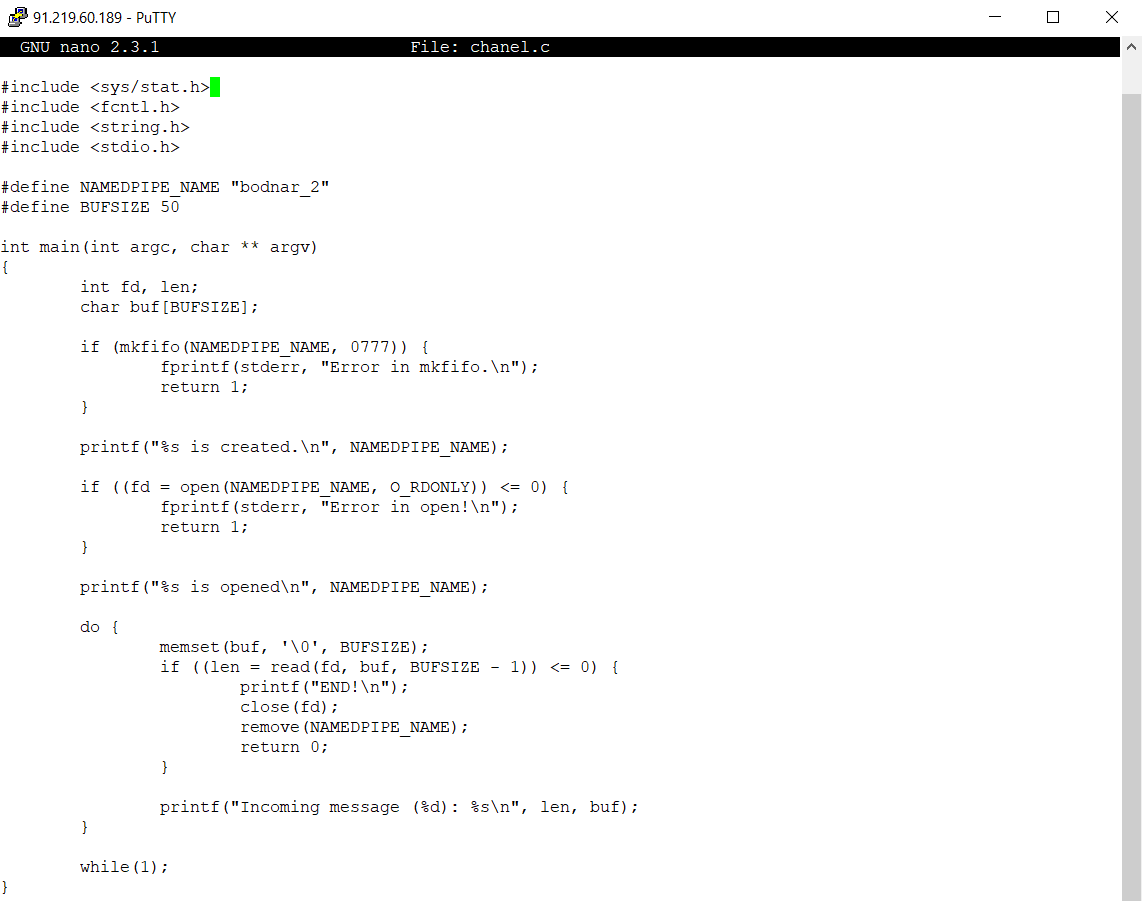 91.219.60.189 - PuTTY
GNU nano 2.3.1 File: chanel.c
#include <sys/stat.h>
#include <fcntl.h>
#include <string.h>
#include <stdio.h>
#define NAMEDPIPE_NAME "bodnar_2"
#define BUFSIZE 50
int main(int argc, char ** argv)
{
int fd, len;
char buf[BUFSIZE];
if (mkfifo(NAMEDPIPE_NAME, 0777)) {
fprintf(stderr, "Error in mkfifo.\n");
return 1;
}
printf("%s is created.\n", NAMEDPIPE_NAME);
if ((fd = open(NAMEDPIPE_NAME, O_RDONLY)) <= 0) {
fprintf(stderr, "Error in open!\n");
return 1;
}
printf("%s is opened\n", NAMEDPIPE_NAME);
do {
memset(buf, '\0', BUFSIZE);
if ((len = read(fd, buf, BUFSIZE - 1)) <= 0) {
printf("END!\n");
close(fd);
remove(NAMEDPIPE_NAME);
return 0;
}
printf("Incoming message (%d): %s\n", len, buf);
}
while(1);
}